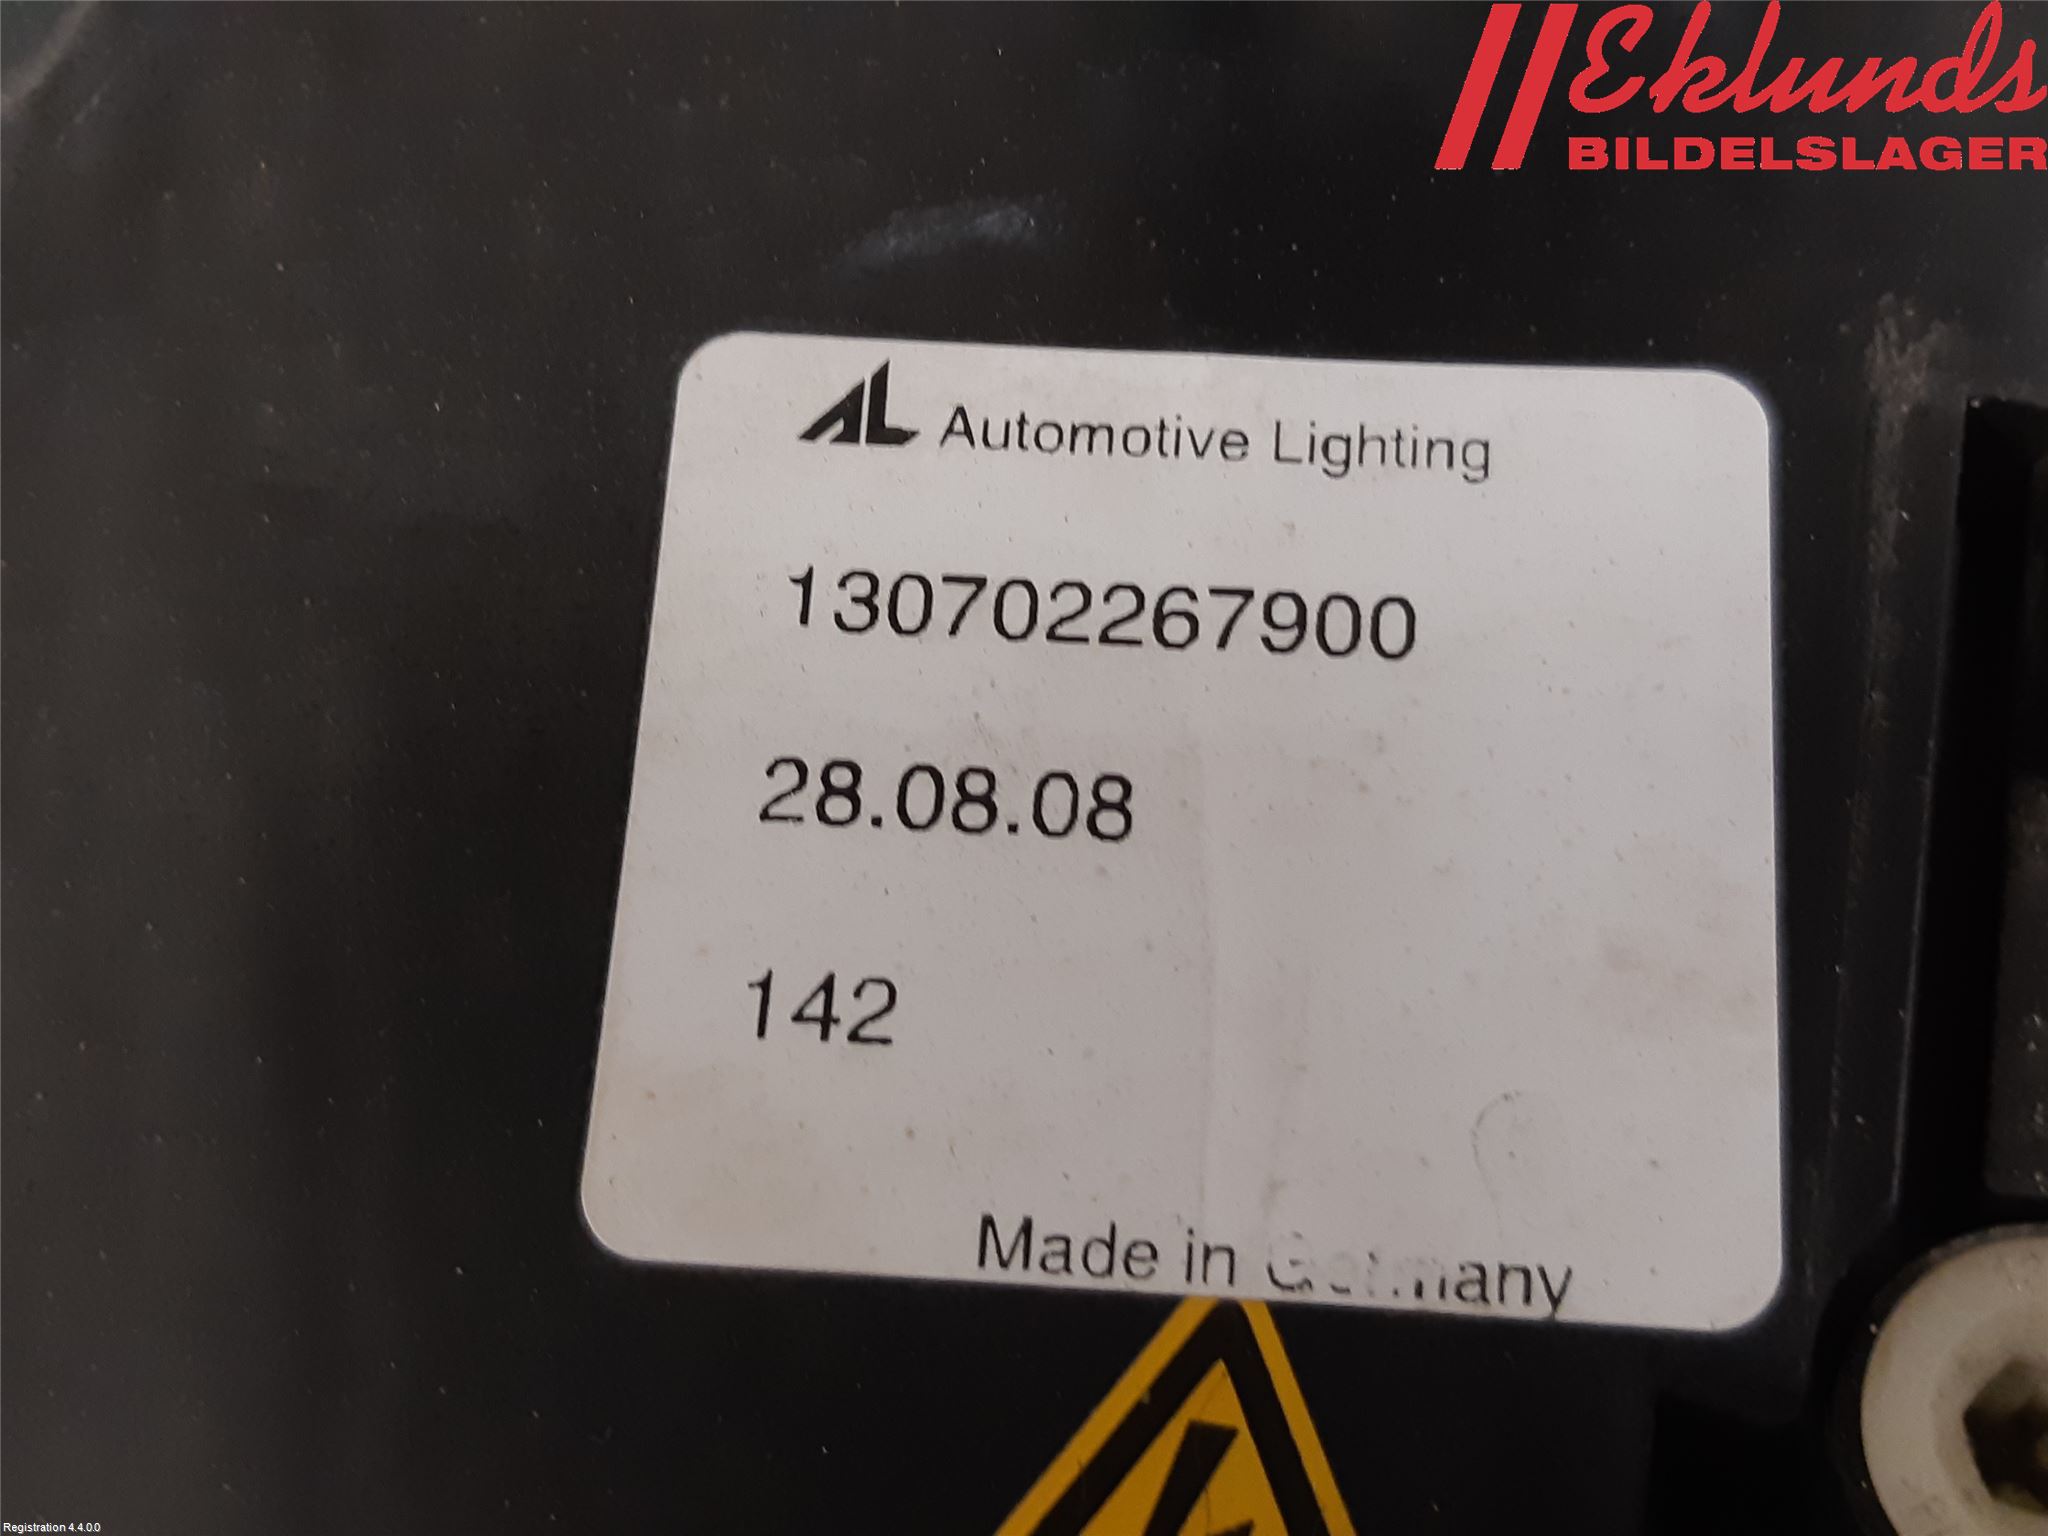 Eklunds
BILDELSLAGER
AL Automotive Lighting
130702267900
28.08.08
142
Made in Germany
Registration 4.4.0.0